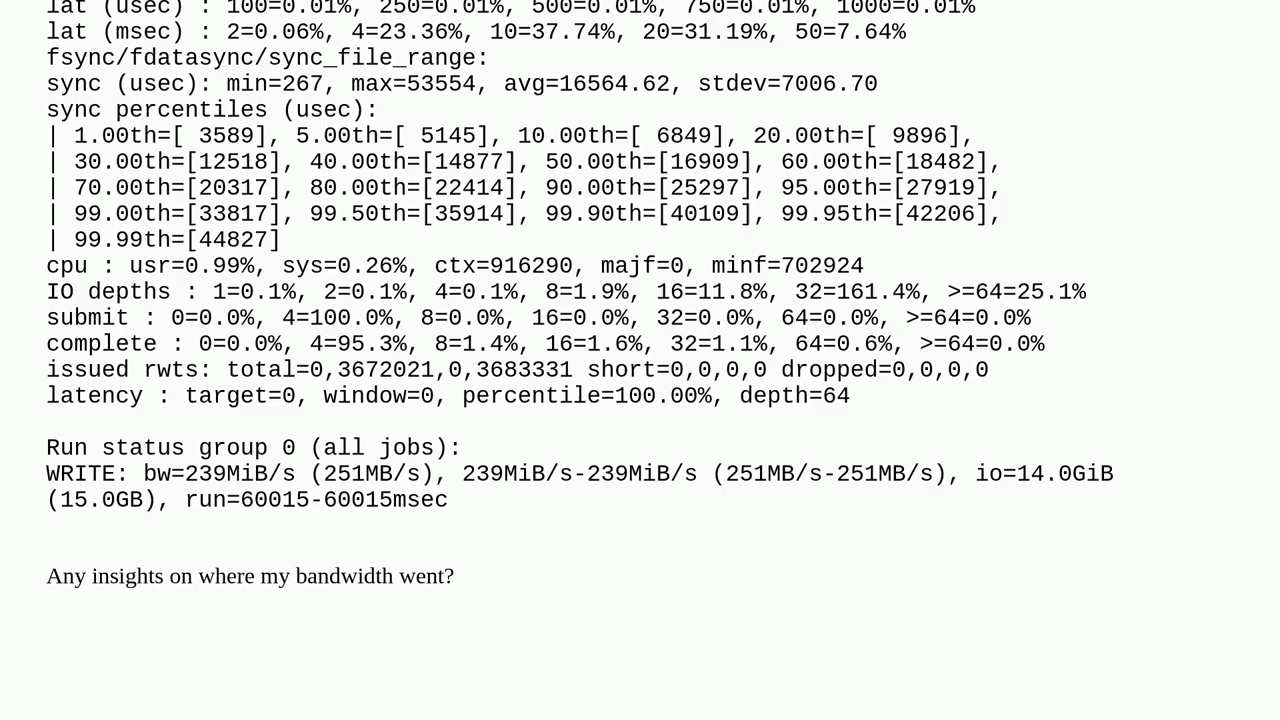 lat (usec) : 100=0.01%, 250=0.01%, 500=0.01%, 750=0.01%, 1000=0.01%
lat (msec) : 2=0.06%, 4=23.36%, 10=37.74%, 20=31.19%, 50=7.64%
fsync/fdatasync/sync_file_range:
sync (usec): min=267, max=53554, avg=16564.62, stdev=7006.70
sync percentiles (usec):
| 1.00th=[ 3589], 5.00th=[ 5145], 10.00th=[ 6849], 20.00th=[ 9896],
| 30.00th=[12518], 40.00th=[14877], 50.00th=[16909], 60.00th=[18482],
| 70.00th=[20317], 80.00th=[22414], 90.00th=[25297], 95.00th=[27919],
| 99.00th=[33817], 99.50th=[35914], 99.90th=[40109], 99.95th=[42206],
| 99.99th=[44827]
cpu : usr=0.99%, sys=0.26%, ctx=916290, majf=0, minf=702924
IO depths : 1=0.1%, 2=0.1%, 4=0.1%, 8=1.9%, 16=11.8%, 32=161.4%, >=64=25.1%
submit : 0=0.0%, 4=100.0%, 8=0.0%, 16=0.0%, 32=0.0%, 64=0.0%, >=64=0.0%
complete : 0=0.0%, 4=95.3%, 8=1.4%, 16=1.6%, 32=1.1%, 64=0.6%, >=64=0.0%
issued rwts: total=0,3672021,0,3683331 short=0,0,0,0 dropped=0,0,0,0
latency : target=0, window=0, percentile=100.00%, depth=64
Run status group 0 (all jobs):
WRITE: bw=239MiB/s (251MB/s), 239MiB/s-239MiB/s (251MB/s-251MB/s), io=14.0GiB
(15.0GB), run=60015-60015msec
Any insights on where my bandwidth went?